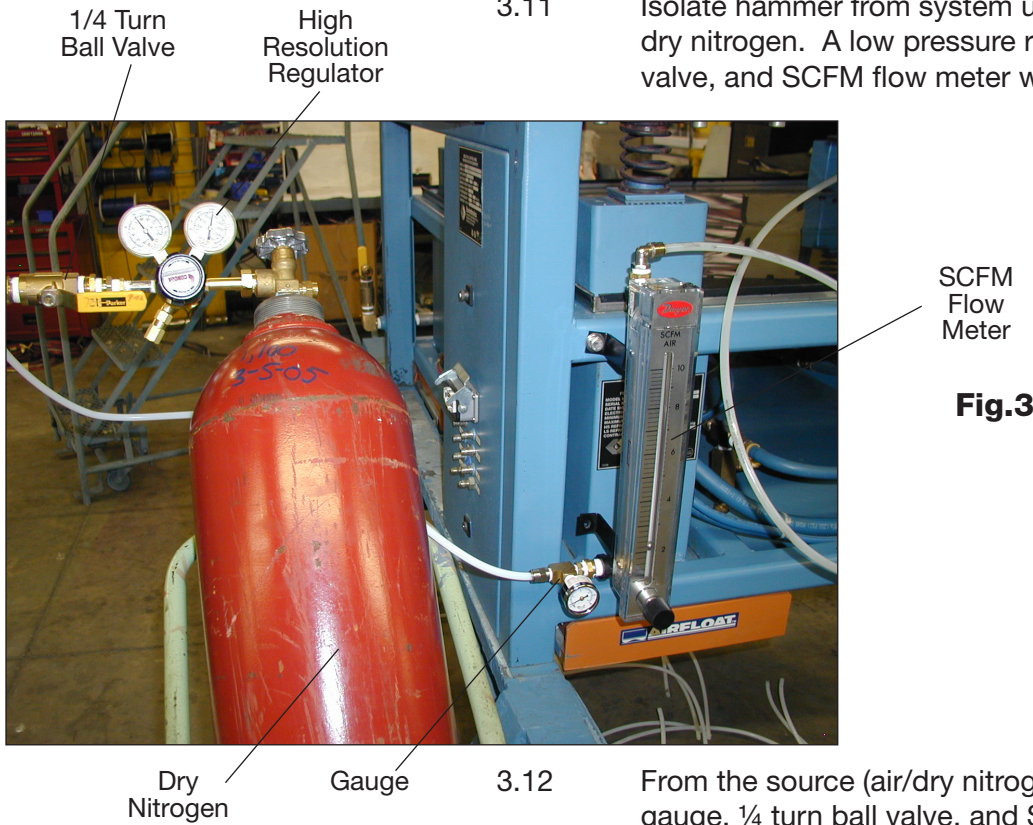 1/4 Turn
Ball Valve
High
Resolution
Regulator
3.11
Isolate hammer from system
dry nitrogen. A low pressure
valve, and SCFM flow meter
Parker
1,100
3-5-05
Dwyer
SCFM
AIR
10
8
6
4
2
AIRFLOAT
SCFM
Flow
Meter
Fig.3
Dry
Nitrogen
Gauge
3.12
From the source (air/dry
gauge, ¼ turn ball valve, and